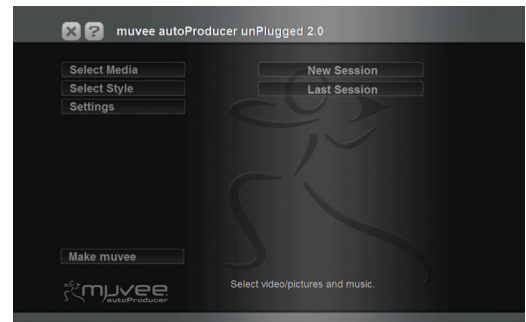 muvee autoProducer unPlugged 2.0
Select Media
Select Style
Settings
New Session
Last Session
Make muvee
muvee
autoProducer
Select video/pictures and music.